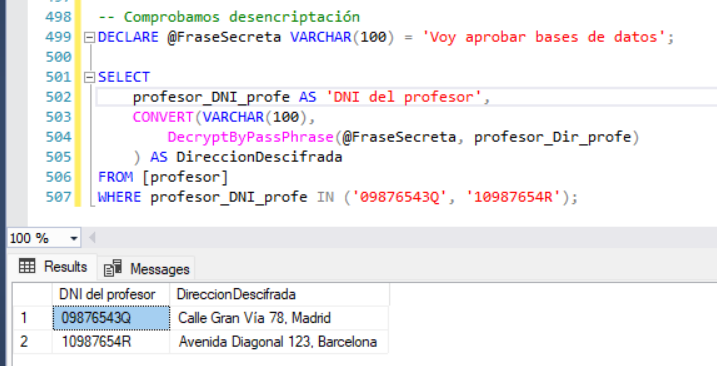 498 -- Comprobamos desencriptación
499 DECLARE @FraseSecreta VARCHAR(100) = 'Voy aprobar bases de datos';
500
501 SELECT
502 profesor_DNI_profe AS 'DNI del profesor',
503 CONVERT(VARCHAR(100),
504 DecryptByPassPhrase(@FraseSecreta, profesor_Dir_profe)
505 ) AS DireccionDescifrada
506 FROM [profesor]
507 WHERE profesor_DNI_profe IN ('09876543Q', '10987654R');
100 %
Results Messages
DNI del profesor DireccionDescifrada
1 09876543Q Calle Gran Vía 78, Madrid
2 10987654R Avenida Diagonal 123, Barcelona